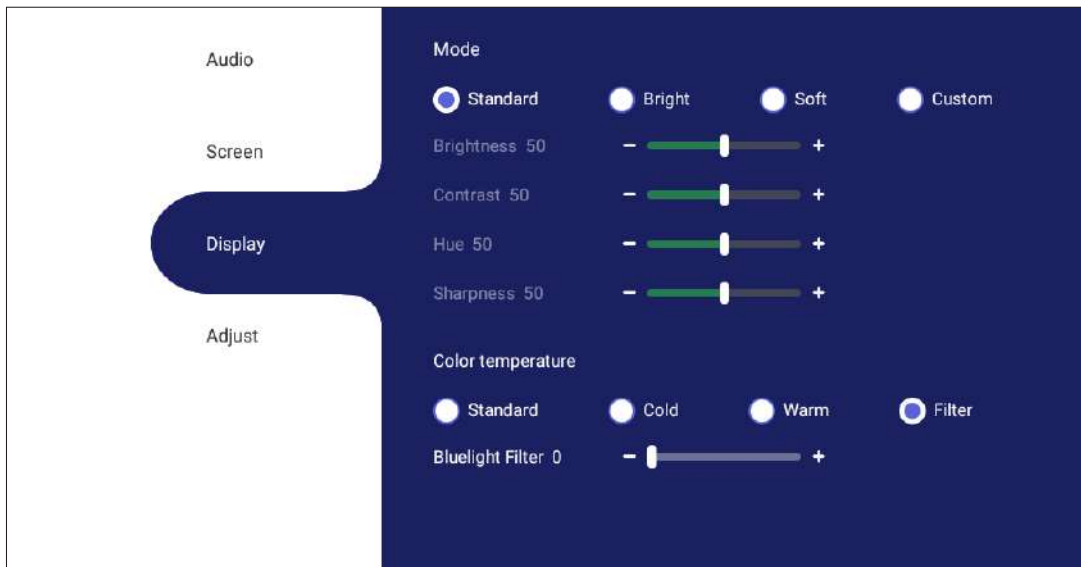 Audio
Screen
Display
Adjust
Mode
Standard Bright Soft Custom
Brightness 50 - +
Contrast 50 - +
Hue 50 - +
Sharpness 50 - +
Color temperature
Standard Cold Warm Filter
Bluelight Filter 0 - +